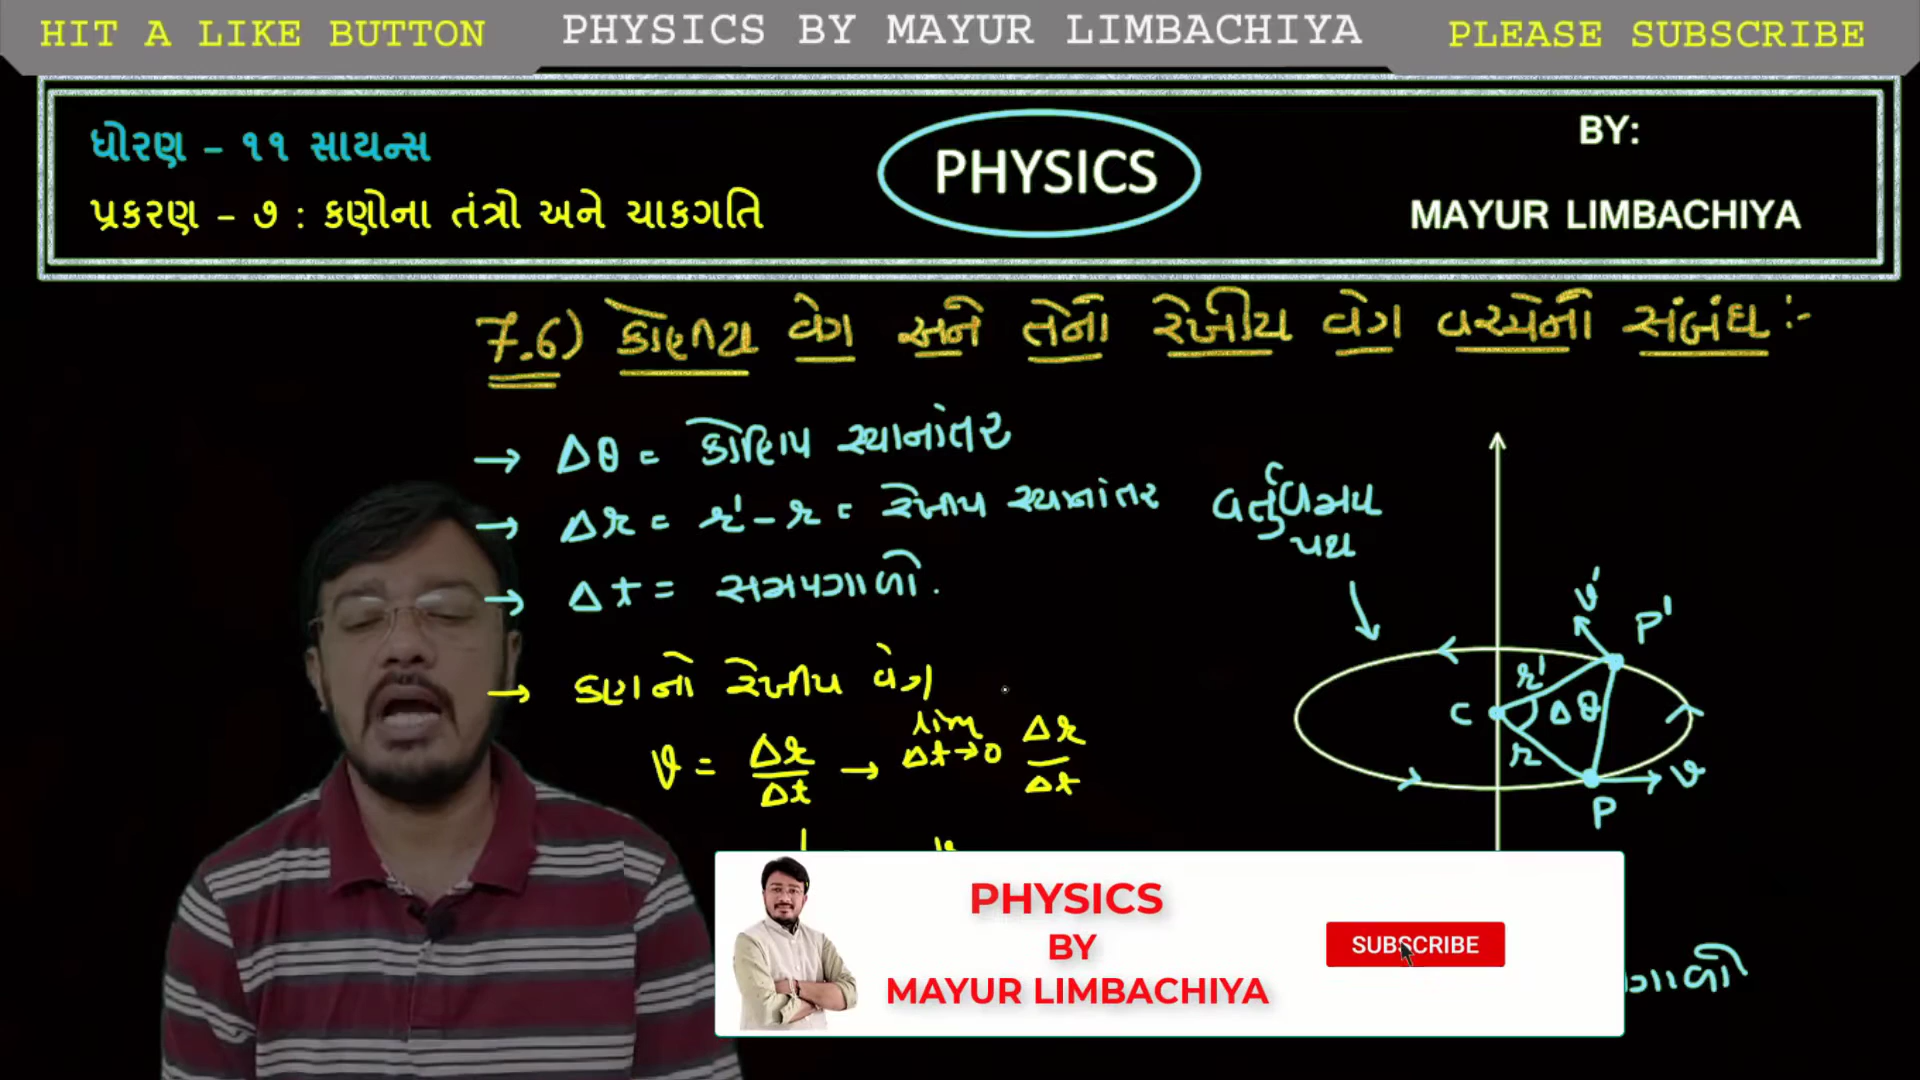 HIT A LIKE BUTTON
PHYSICS BY MAYUR LIMBACHIYA
PLEASE SUBSCRIBE
ધોરણ - ૧૧ સાયન્સ
પ્રકરણ - ૭ : કણોના તંત્રો અને ચાકગતિ
PHYSICS
BY:
MAYUR LIMBACHIYA
7.6) કોણીય વેગ અને તેનો રેખીય વેગ વચ્ચેનો સંબંધ :-
→ Δθ = કોણીય સ્થાનાંતર
→ Δr = r' - r = રેખીય સ્થાનાંતર
→ Δt = સમયગાળો.
→ કણનો રેખીય વેગ
v = Δr/Δt → lim Δt→0 Δr/Δt
વર્તુળમય
પથ
v'
P'
r'
C
Δθ
r
v
P
PHYSICS
BY
MAYUR LIMBACHIYA
SUBSCRIBE